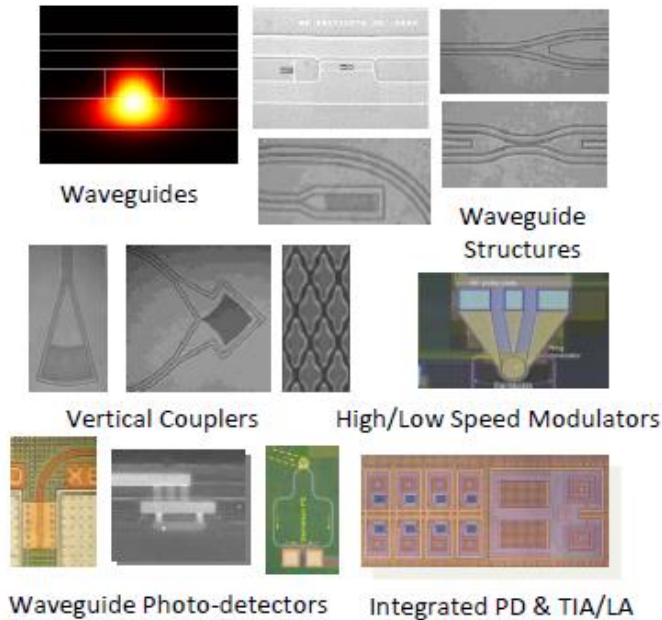 Waveguides
Waveguide
Structures
Vertical Couplers
High/Low Speed Modulators
Waveguide Photo-detectors
Integrated PD & TIA/LA